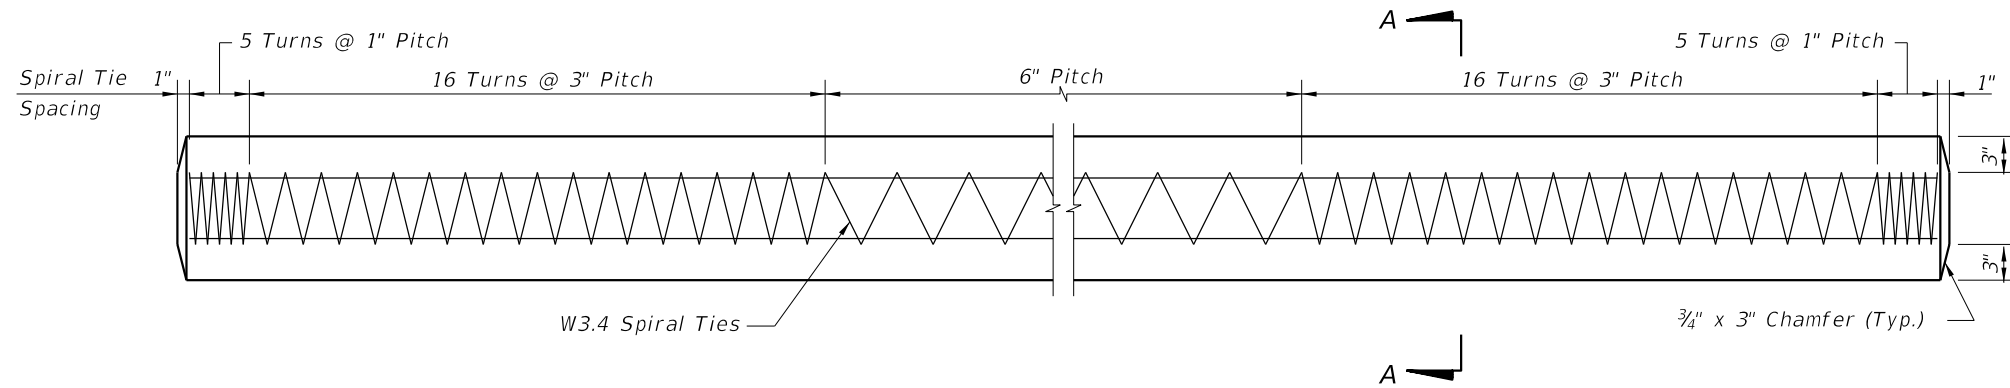 A
5 Turns @ 1" Pitch
5 Turns @ 1" Pitch
Spiral Tie
Spacing
1"
16 Turns @ 3" Pitch
6" Pitch
16 Turns @ 3" Pitch
1"
3"
3"
W3.4 Spiral Ties
¾" x 3" Chamfer (Typ.)
A